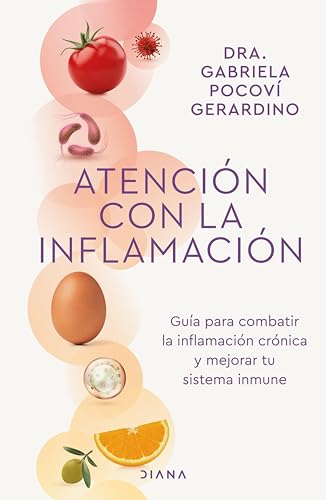 DRA.
GABRIELA
POCOVÍ
GERARDINO
ATENCIÓN
CON LA
INFLAMACIÓN
Guía para combatir
la inflamación crónica
y mejorar tu
sistema inmune
DIANA